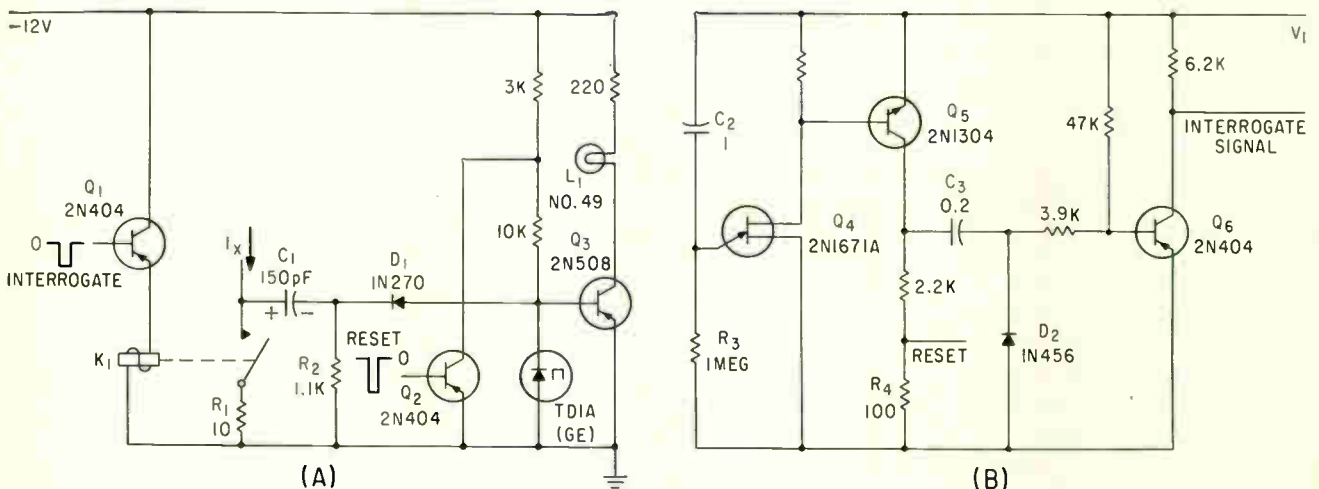 -12V
Q1
2N404
0
INTERROGATE
K1
IX
C1
150pF
+ -
R1
10
R2
1.1K
D1
1N270
RESET
0
Q2
2N404
3K
10K
220
L1
NO. 49
Q3
2N508
TDIA
(GE)
(A)
C2
1
R3
1MEG
Q4
2N1671A
Q5
2N1304
C3
0.2
2.2K
RESET
R4
100
D2
1N456
3.9K
47K
6.2K
V1
INTERROGATE
SIGNAL
Q6
2N404
(B)